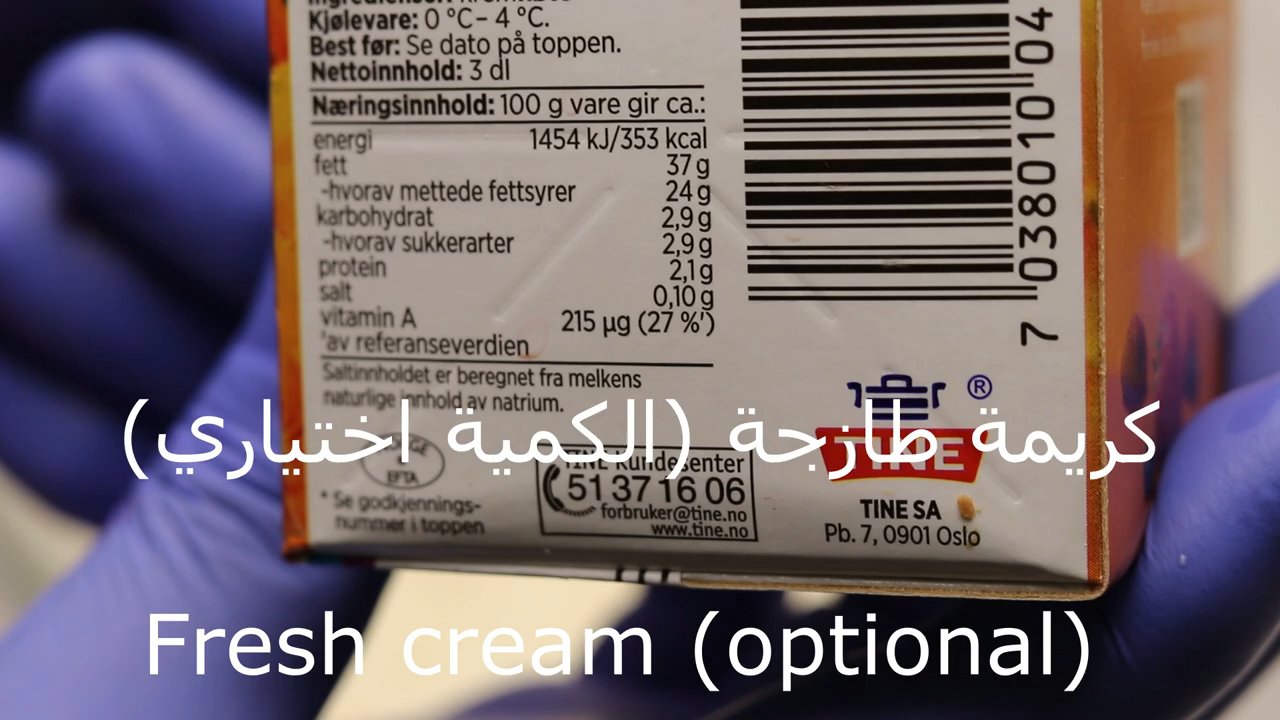 Kjølevare: 0 °C – 4 °C.
Best før: Se dato på toppen.
Nettoinnhold: 3 dl
Næringsinnhold: 100 g vare gir ca.:
energi 1454 kJ/353 kcal
fett 37 g
-hvorav mettede fettsyrer 24 g
karbohydrat 2,9 g
-hvorav sukkerarter 2,9 g
protein 2,1 g
salt 0,10 g
vitamin A 215 µg (27 %*)
*av referanseverdien
Saltinnholdet er beregnet fra melkens
naturlige innhold av natrium.
EFTA
* Se godkjennings-
nummer i toppen
TINE Kundesenter
51 37 16 06
forbruker@tine.no
www.tine.no
7 038010 04
®
TINE
TINE SA
Pb. 7, 0901 Oslo
كريمة طازجة (الكمية اختياري)
Fresh cream (optional)